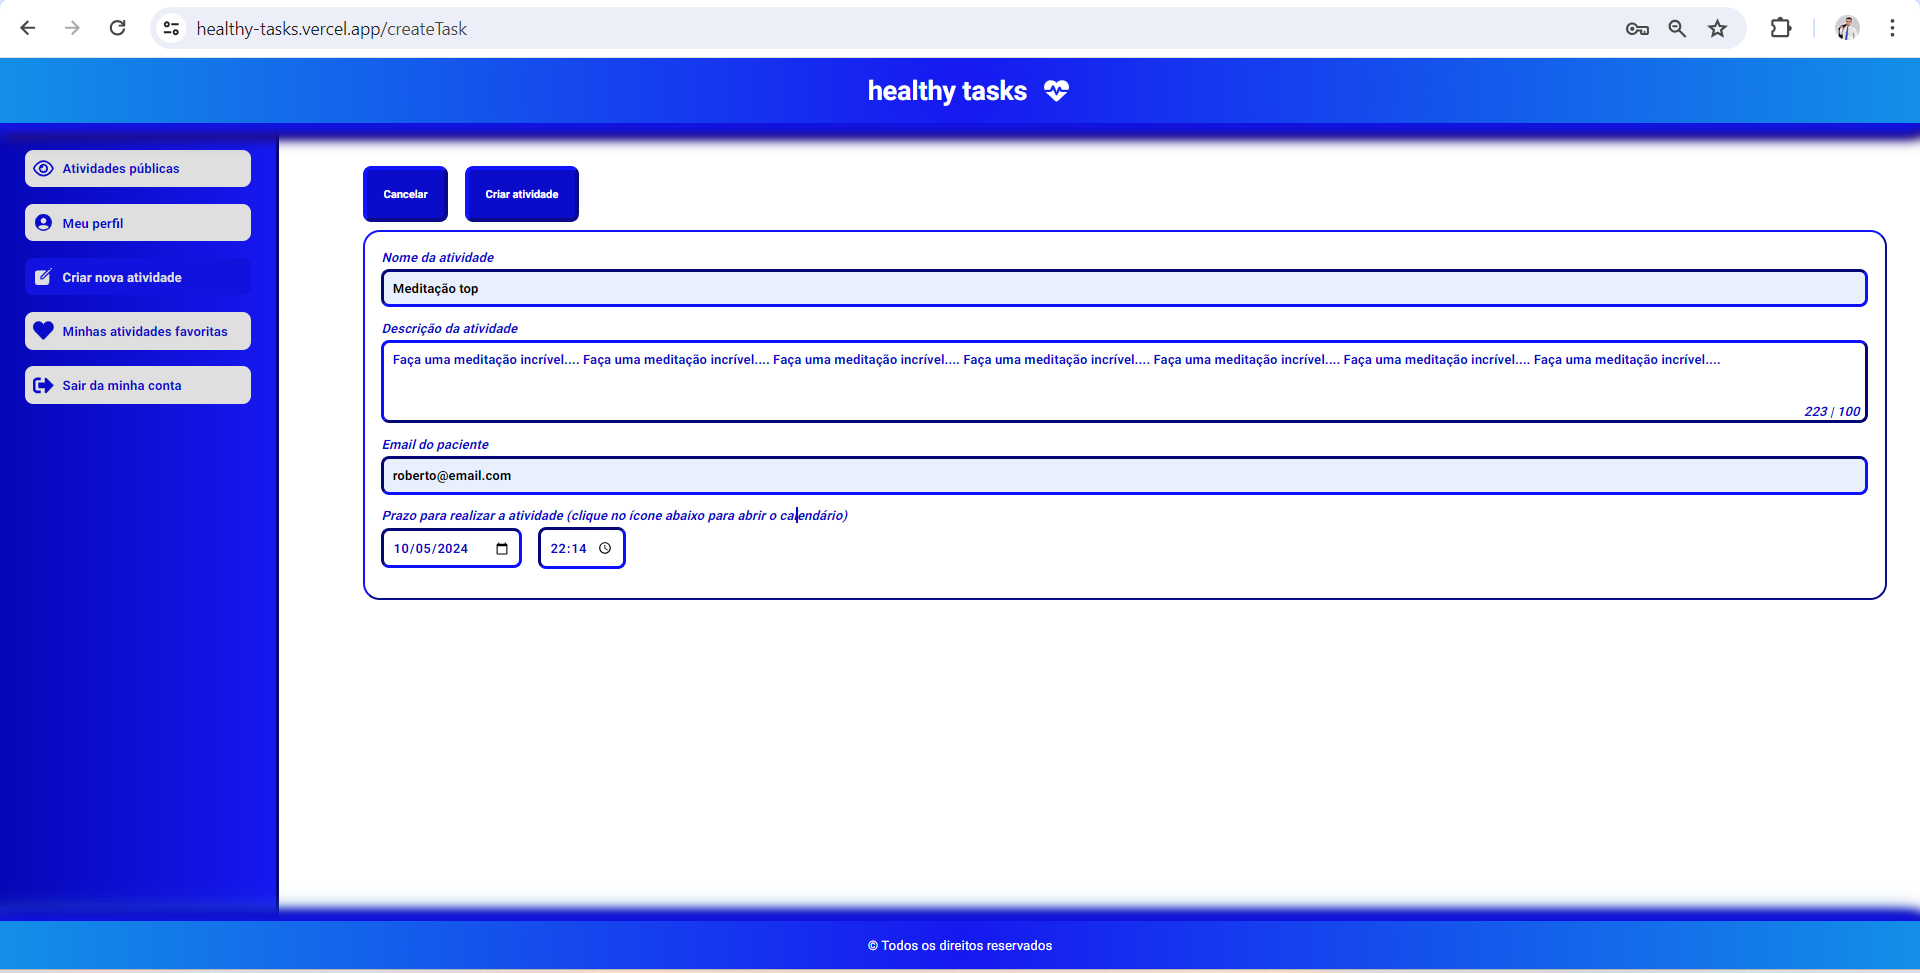 healthy-tasks.vercel.app/createTask
healthy tasks
Atividades públicas
Meu perfil
Criar nova atividade
Minhas atividades favoritas
Sair da minha conta
Cancelar
Criar atividade
Nome da atividade
Meditação top
Descrição da atividade
Faça uma meditação incrível.... Faça uma meditação incrível.... Faça uma meditação incrível.... Faça uma meditação incrível.... Faça uma meditação incrível.... Faça uma meditação incrível.... Faça uma meditação incrível....
223 | 100
Email do paciente
roberto@email.com
Prazo para realizar a atividade (clique no ícone abaixo para abrir o calendário)
10/05/2024
22:14
© Todos os direitos reservados